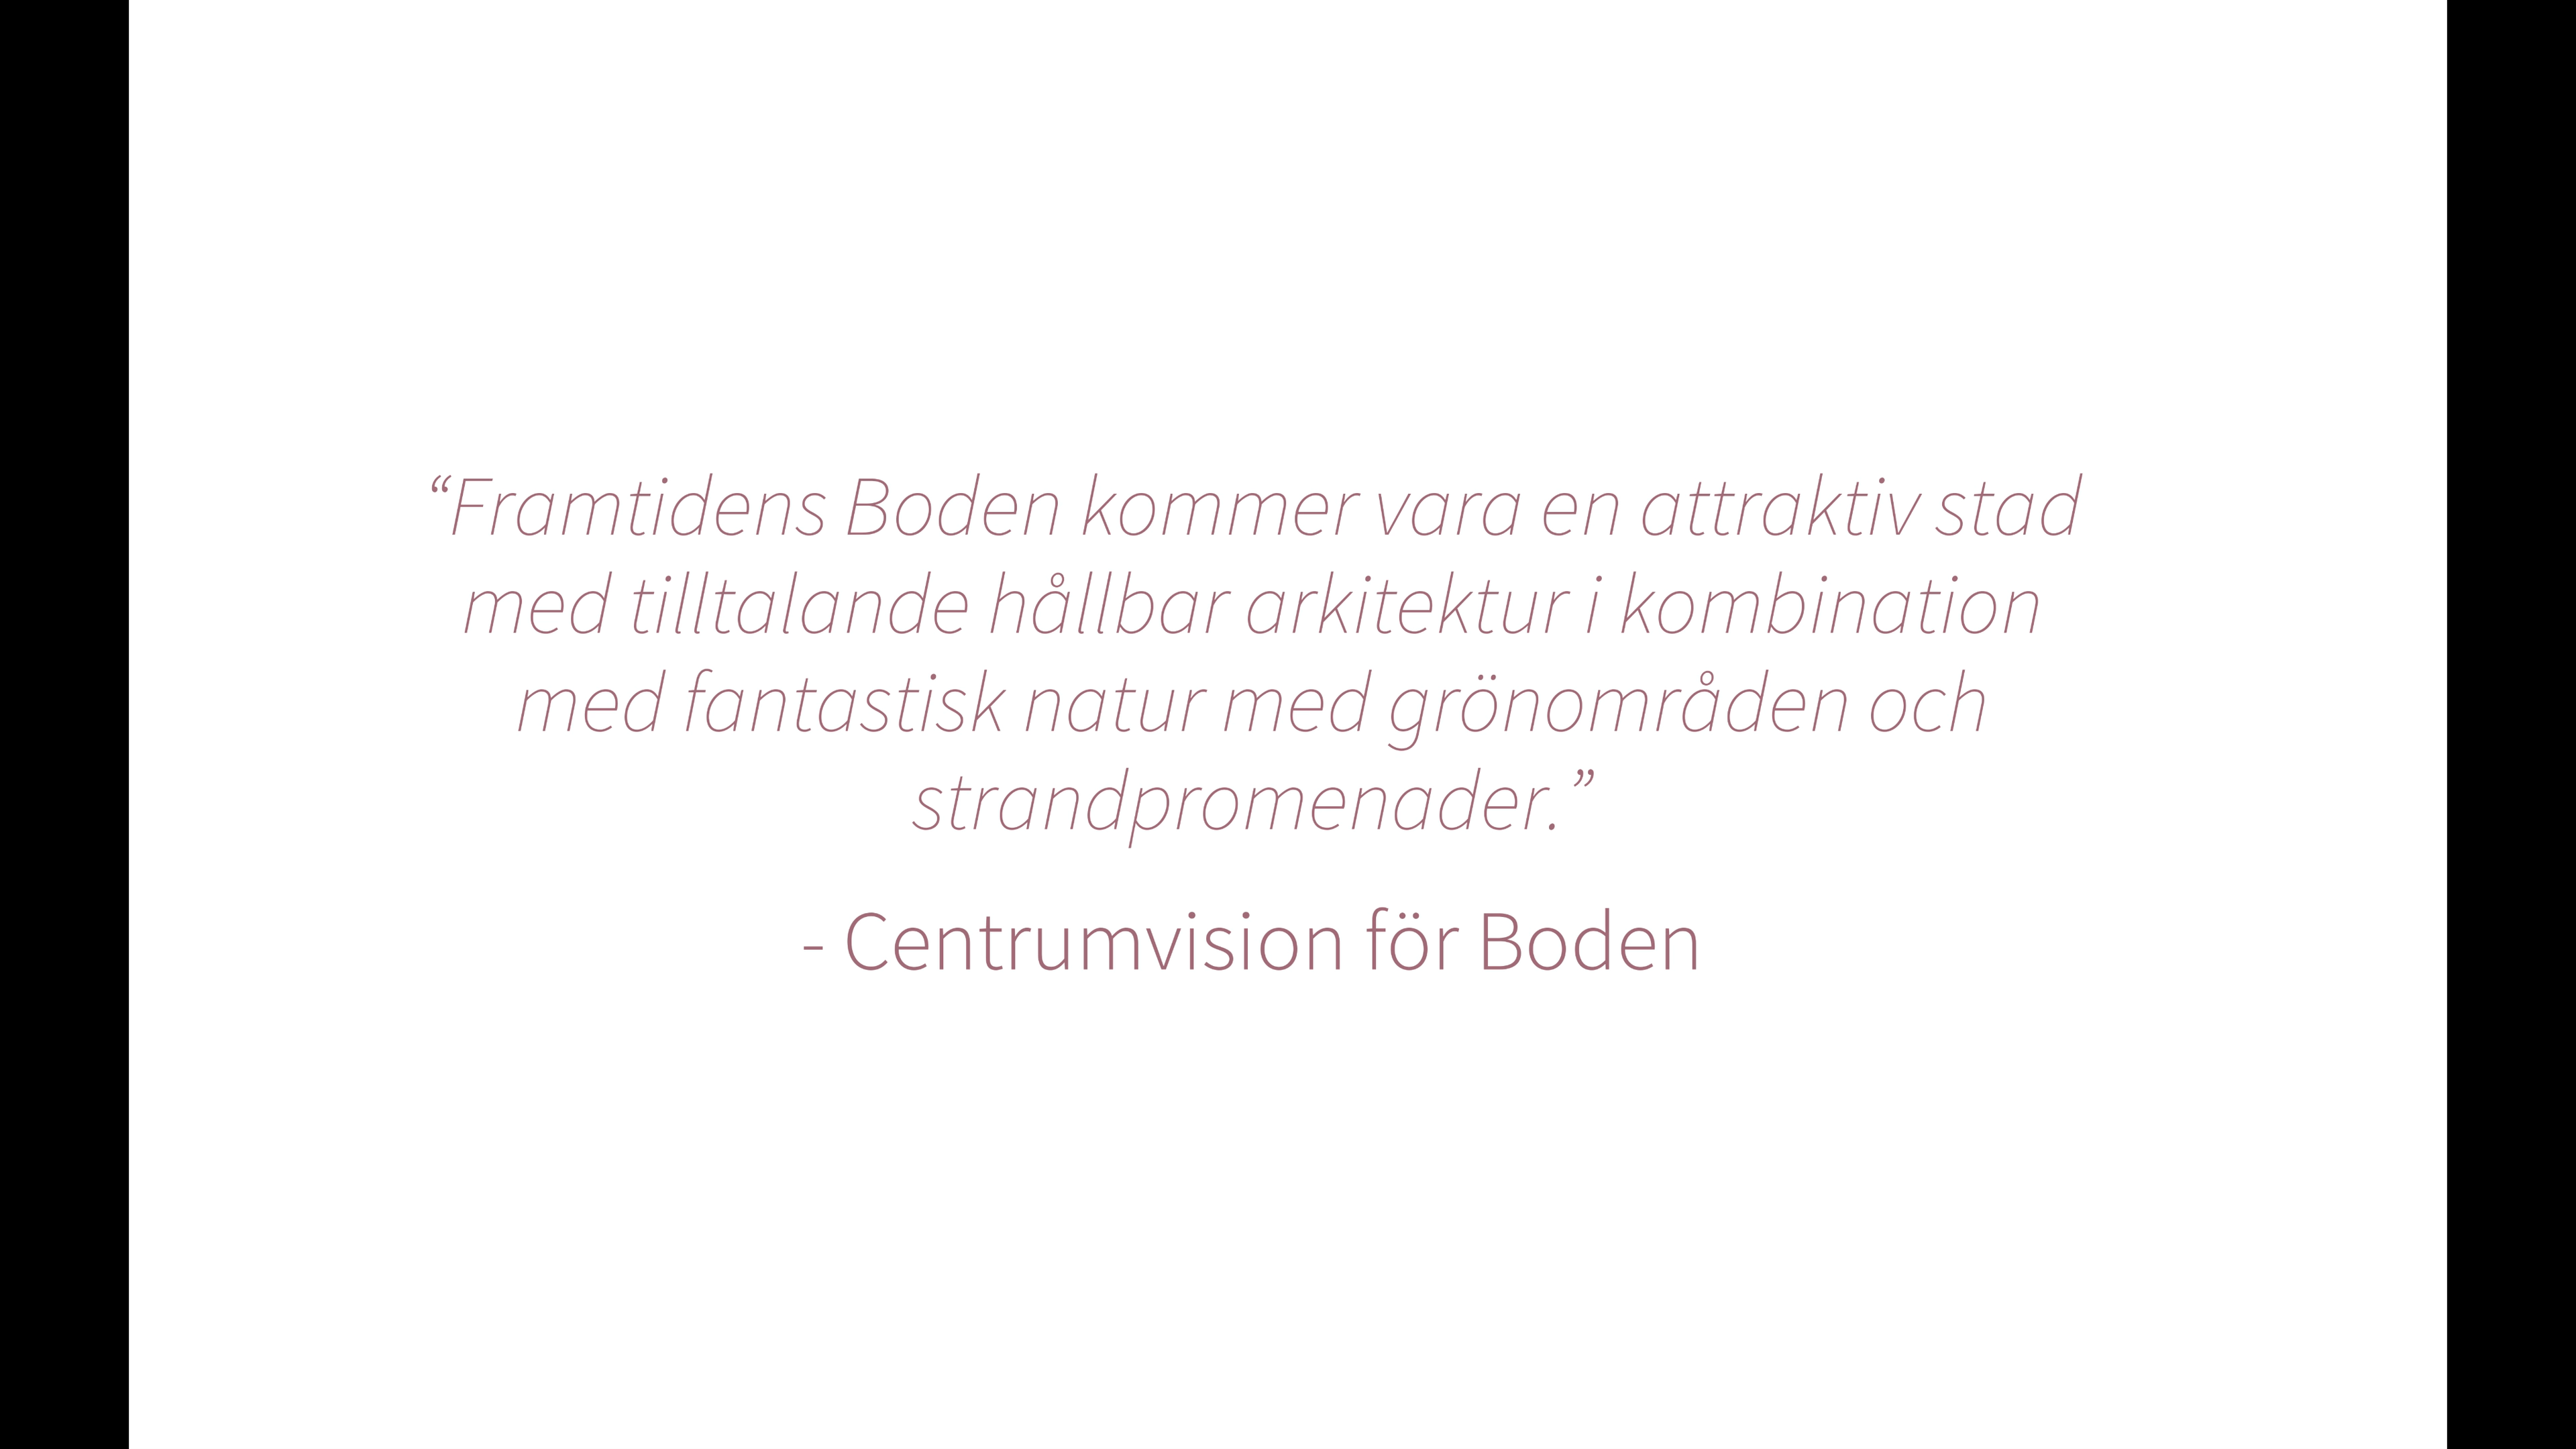 “Framtidens Boden kommer vara en attraktiv stad
med tilltalande hållbar arkitektur i kombination
med fantastisk natur med grönområden och
strandpromenader.”
- Centrumvision för Boden